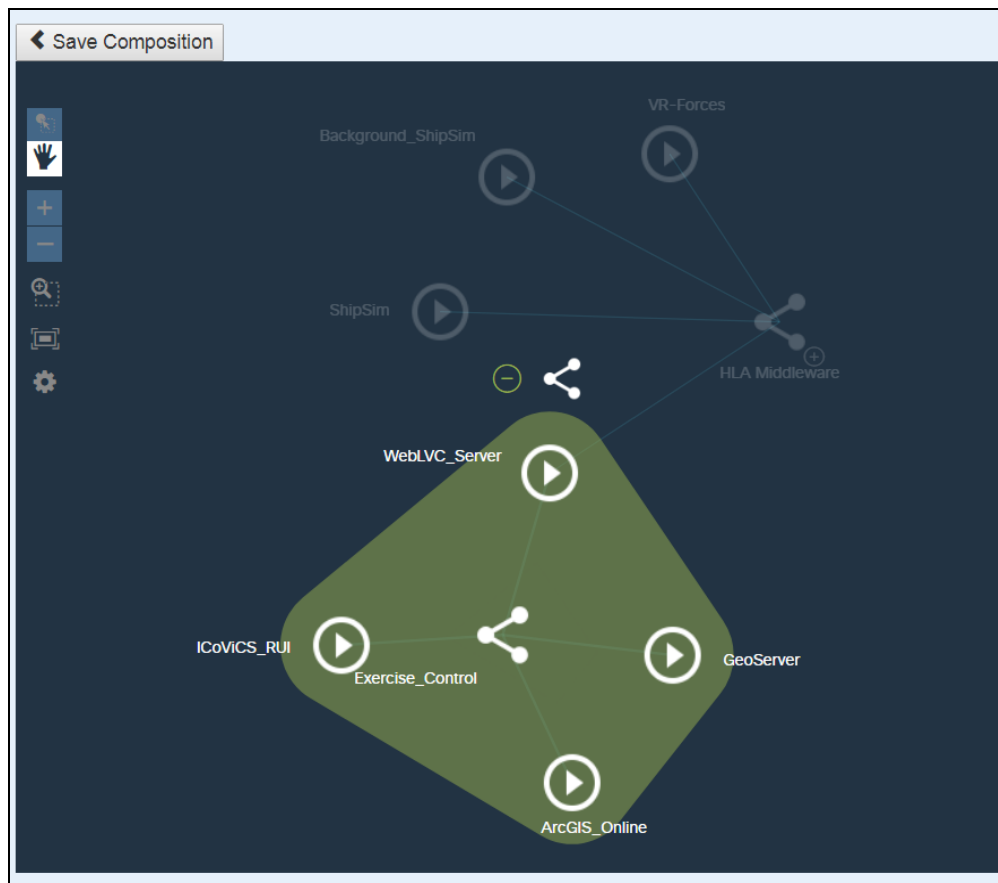 Save Composition
VR-Forces
Background_ShipSim
ShipSim
HLA Middleware
WebLVC_Server
ICoViCS_RUI
Exercise_Control
GeoServer
ArcGIS_Online